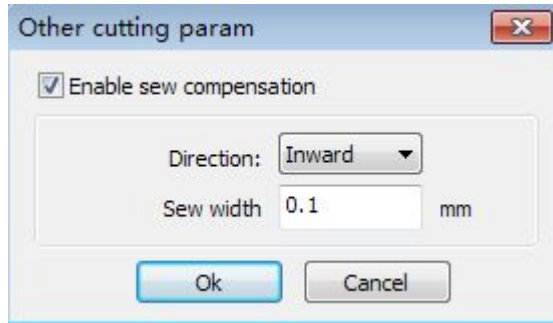 Other cutting param
Enable sew compensation
Direction: Inward
Sew width 0.1 mm
Ok Cancel